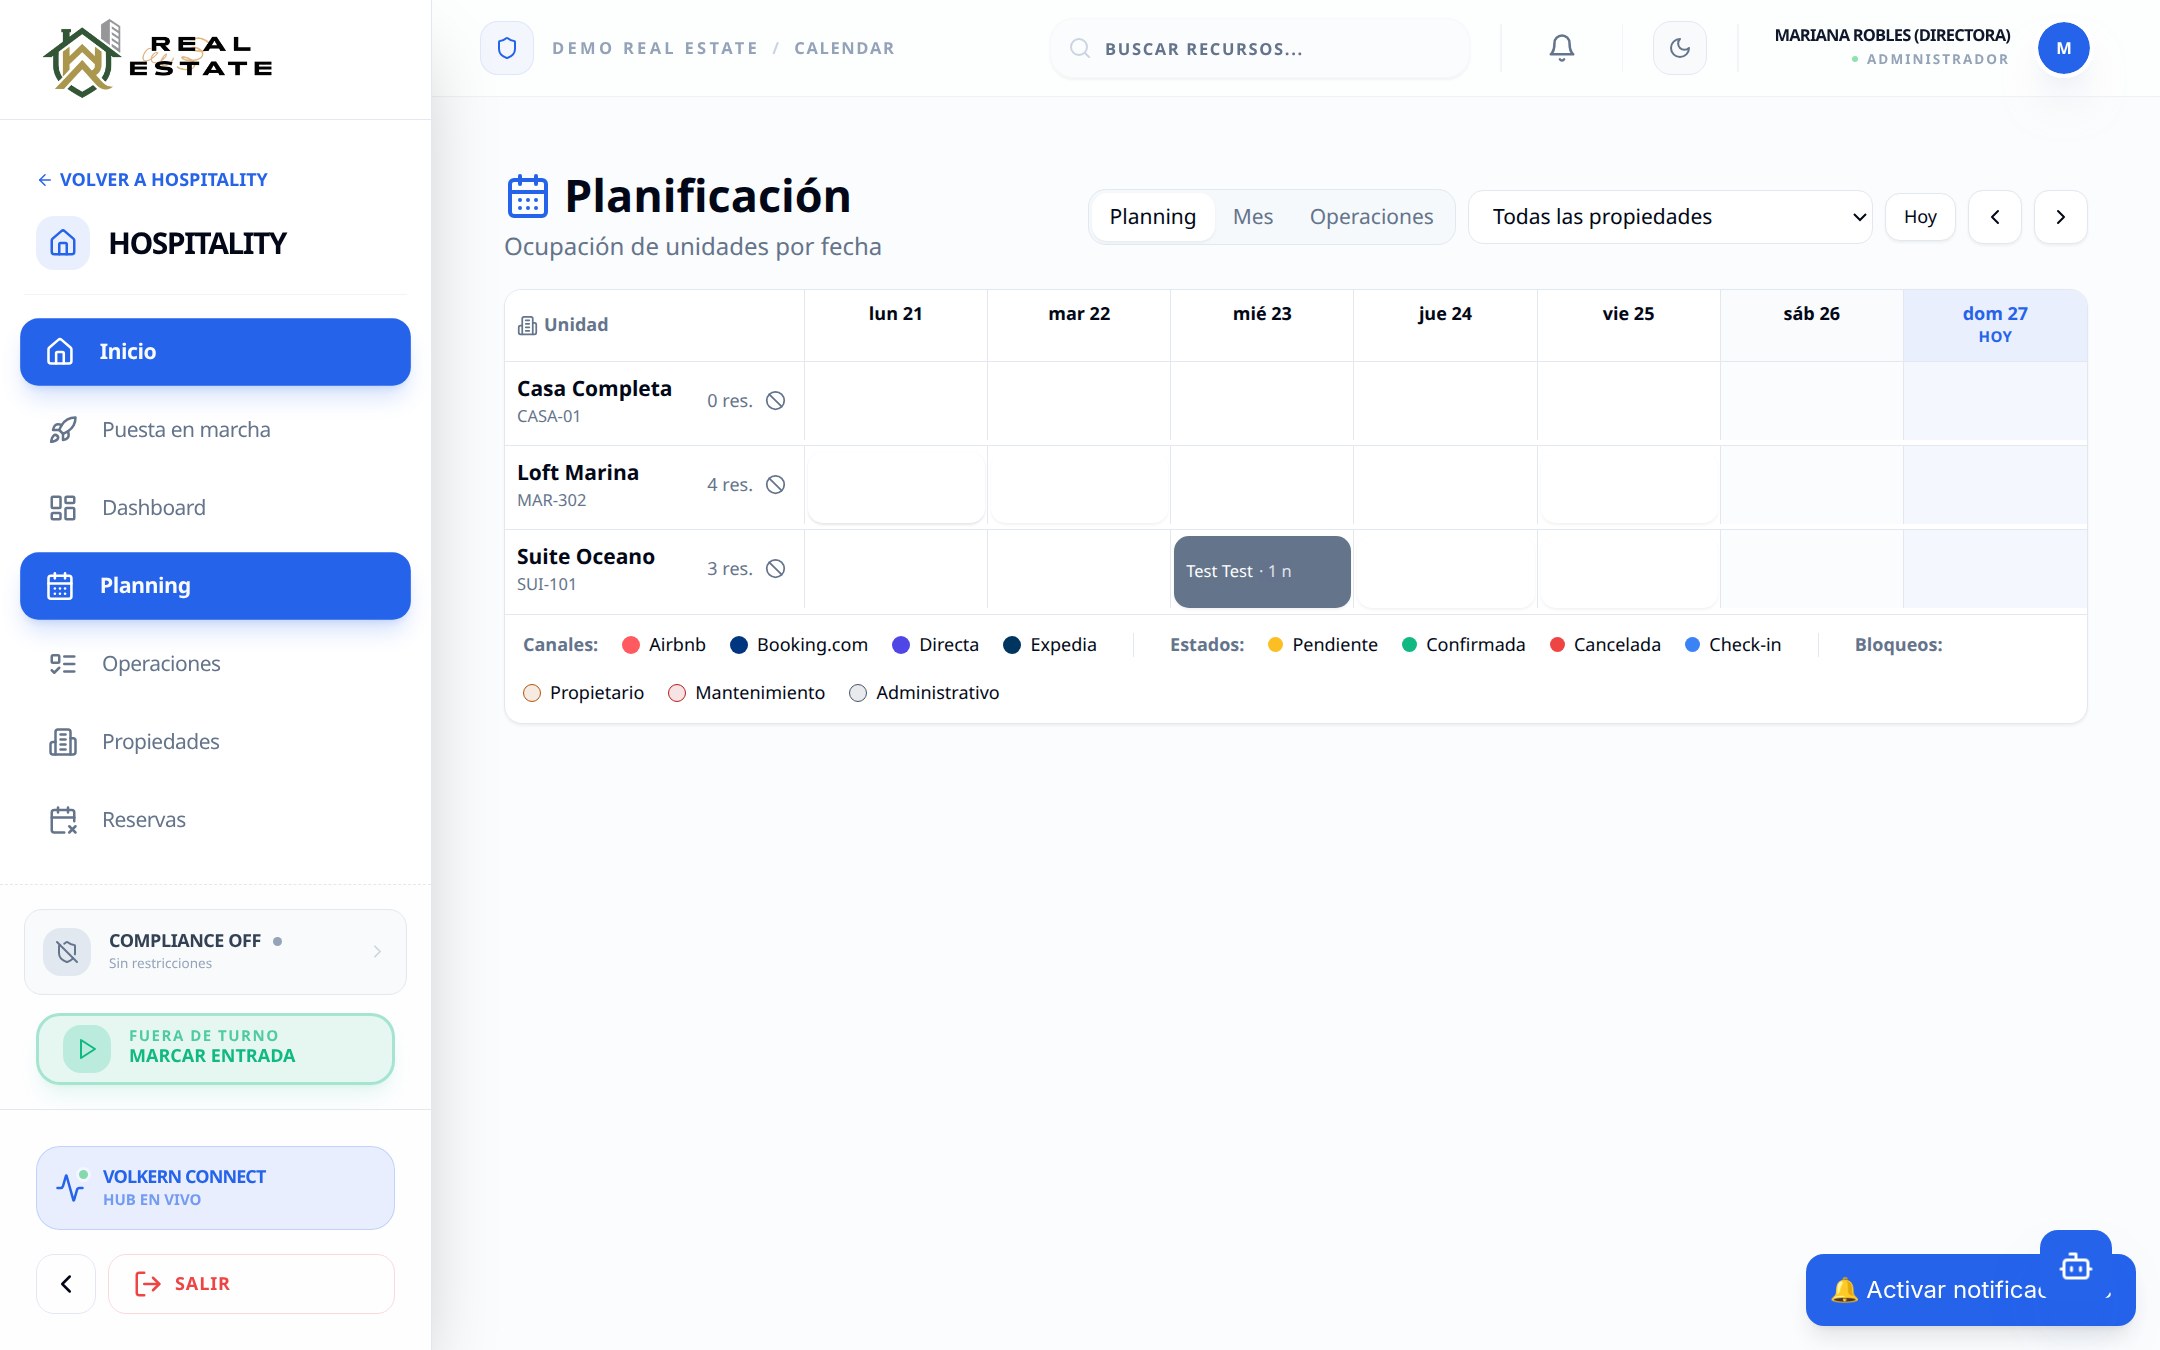 REAL
ESTATE
DEMO REAL ESTATE / CALENDAR
BUSCAR RECURSOS...
MARIANA ROBLES (DIRECTORA)
ADMINISTRADOR
M
VOLVER A HOSPITALITY
HOSPITALITY
Inicio
Puesta en marcha
Dashboard
Planning
Operaciones
Propiedades
Reservas
COMPLIANCE OFF
Sin restricciones
FUERA DE TURNO
MARCAR ENTRADA
VOLKERN CONNECT
HUB EN VIVO
SALIR
Planificación
Ocupación de unidades por fecha
Planning Mes Operaciones
Todas las propiedades
Hoy
Unidad lun 21 mar 22 mié 23 jue 24 vie 25 sáb 26 dom 27
HOY
Casa Completa
CASA-01
0 res.
Loft Marina
MAR-302
4 res.
Suite Oceano
SUI-101
3 res.
Test Test · 1 n
Canales: Airbnb Booking.com Directa Expedia Estados: Pendiente Confirmada Cancelada Check-in Bloqueos:
Propietario Mantenimiento Administrativo
Activar